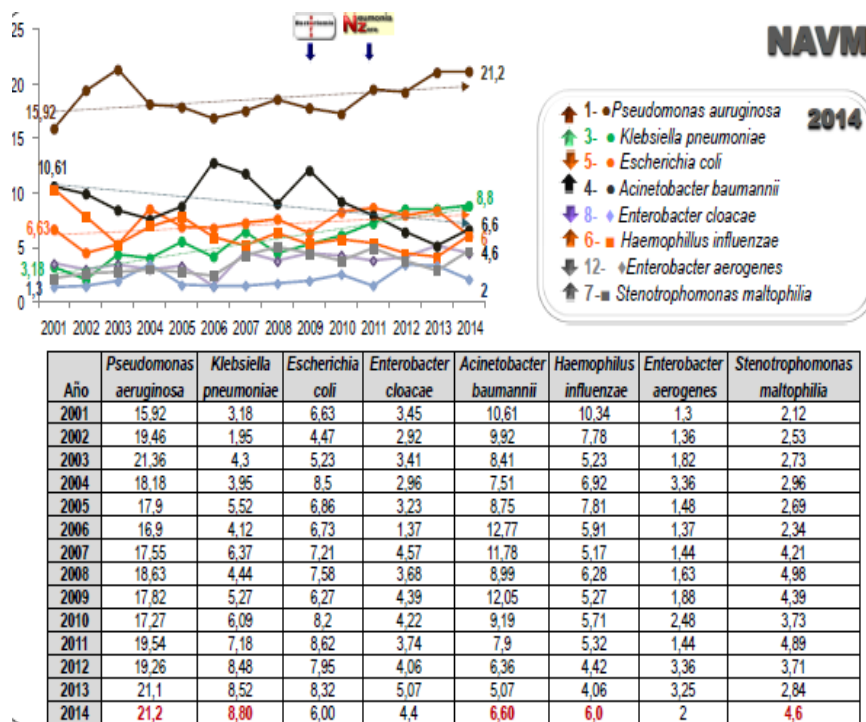 25
20
15
10
5
0
Bacteriemia
Neumonia
Zero
NAVM
2014
21,2
15,92
10,61
6,63
3,18
1,3
8,8
6,6
6
4,6
2
2001 2002 2003 2004 2005 2006 2007 2008 2009 2010 2011 2012 2013 2014
1- Pseudomonas auruginosa
3- Klebsiella pneumoniae
5- Escherichia coli
4- Acinetobacter baumannii
8- Enterobacter cloacae
6- Haemophillus influenzae
12- Enterobacter aerogenes
7- Stenotrophomonas maltophilia
Pseudomonas Klebsiella Escherichia Enterobacter Acinetobacter Haemophilus Enterobacter Stenotrophomonas
Año aeruginosa pneumoniae coli cloacae baumannii influenzae aerogenes maltophilia
2001 15,92 3,18 6,63 3,45 10,61 10,34 1,3 2,12
2002 19,46 1,95 4,47 2,92 9,92 7,78 1,36 2,53
2003 21,36 4,3 5,23 3,41 8,41 5,23 1,82 2,73
2004 18,18 3,95 8,5 2,96 7,51 6,92 3,36 2,96
2005 17,9 5,52 6,86 3,23 8,75 7,81 1,48 2,69
2006 16,9 4,12 6,73 1,37 12,77 5,91 1,37 2,34
2007 17,55 6,37 7,21 4,57 11,78 5,17 1,44 4,21
2008 18,63 4,44 7,58 3,68 8,99 6,28 1,63 4,98
2009 17,82 5,27 6,27 4,39 12,05 5,27 1,88 4,39
2010 17,27 6,09 8,2 4,22 9,19 5,71 2,48 3,73
2011 19,54 7,18 8,62 3,74 7,9 5,32 1,44 4,89
2012 19,26 8,48 7,95 4,06 6,36 4,42 3,36 3,71
2013 21,1 8,52 8,32 5,07 5,07 4,06 3,25 2,84
2014 21,2 8,80 6,00 4,4 6,60 6,0 2 4,6